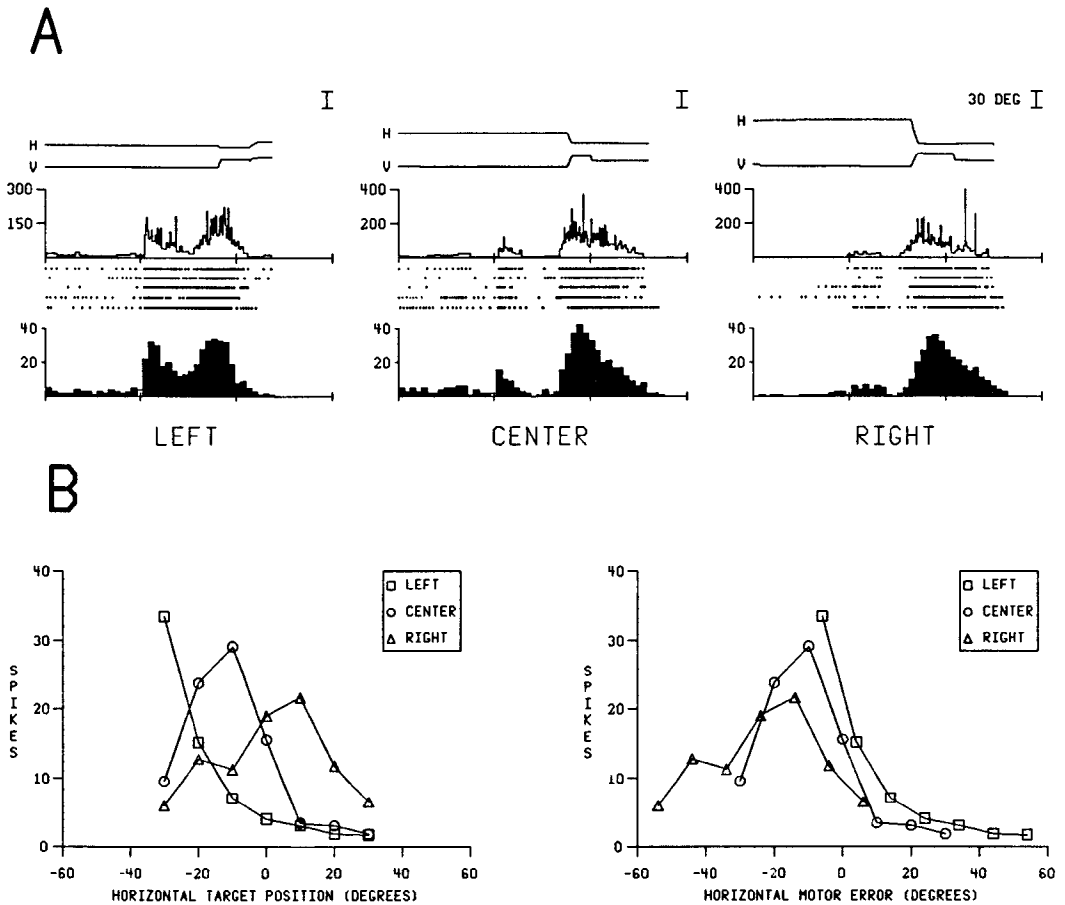 A
30 DEG
H
V
H
V
H
V
300
150
400
200
400
200
40
20
40
20
40
20
LEFT CENTER RIGHT
B
40
30
20
10
0
SPIKES
-60 -40 -20 0 20 40 60
HORIZONTAL TARGET POSITION (DEGREES)
LEFT
CENTER
RIGHT
40
30
20
10
0
SPIKES
-60 -40 -20 0 20 40 60
HORIZONTAL MOTOR ERROR (DEGREES)
LEFT
CENTER
RIGHT